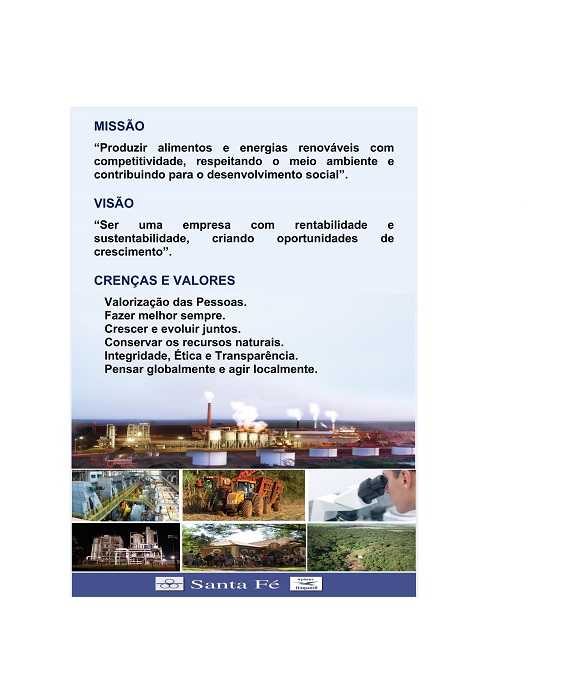 MISSÃO
“Produzir alimentos e energias renováveis com
competitividade, respeitando o meio ambiente e
contribuindo para o desenvolvimento social”.
VISÃO
“Ser uma empresa com rentabilidade e
sustentabilidade, criando oportunidades de
crescimento”.
CRENÇAS E VALORES
Valorização das Pessoas.
Fazer melhor sempre.
Crescer e evoluir juntos.
Conservar os recursos naturais.
Integridade, Ética e Transparência.
Pensar globalmente e agir localmente.
Santa Fé